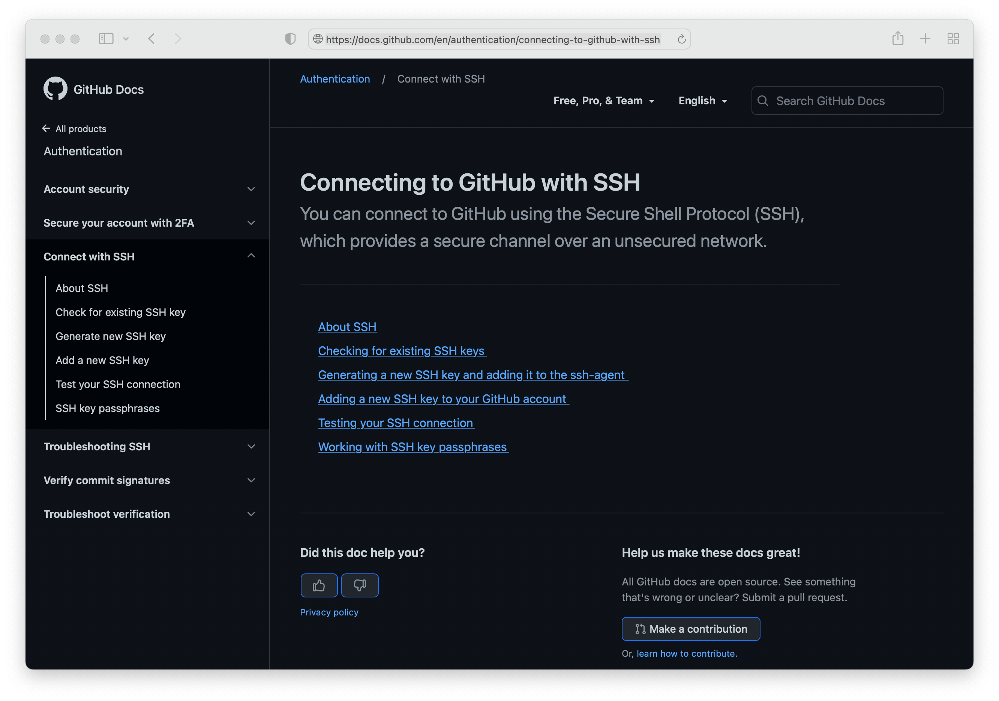 https://docs.github.com/en/authentication/connecting-to-github-with-ssh
GitHub Docs
All products
Authentication
Account security
Secure your account with 2FA
Connect with SSH
About SSH
Check for existing SSH key
Generate new SSH key
Add a new SSH key
Test your SSH connection
SSH key passphrases
Troubleshooting SSH
Verify commit signatures
Troubleshoot verification
Authentication / Connect with SSH
Free, Pro, & Team
English
Search GitHub Docs
Connecting to GitHub with SSH
You can connect to GitHub using the Secure Shell Protocol (SSH),
which provides a secure channel over an unsecured network.
About SSH
Checking for existing SSH keys
Generating a new SSH key and adding it to the ssh-agent
Adding a new SSH key to your GitHub account
Testing your SSH connection
Working with SSH key passphrases
Did this doc help you?
Privacy policy
Help us make these docs great!
All GitHub docs are open source. See something
that's wrong or unclear? Submit a pull request.
Make a contribution
Or, learn how to contribute.